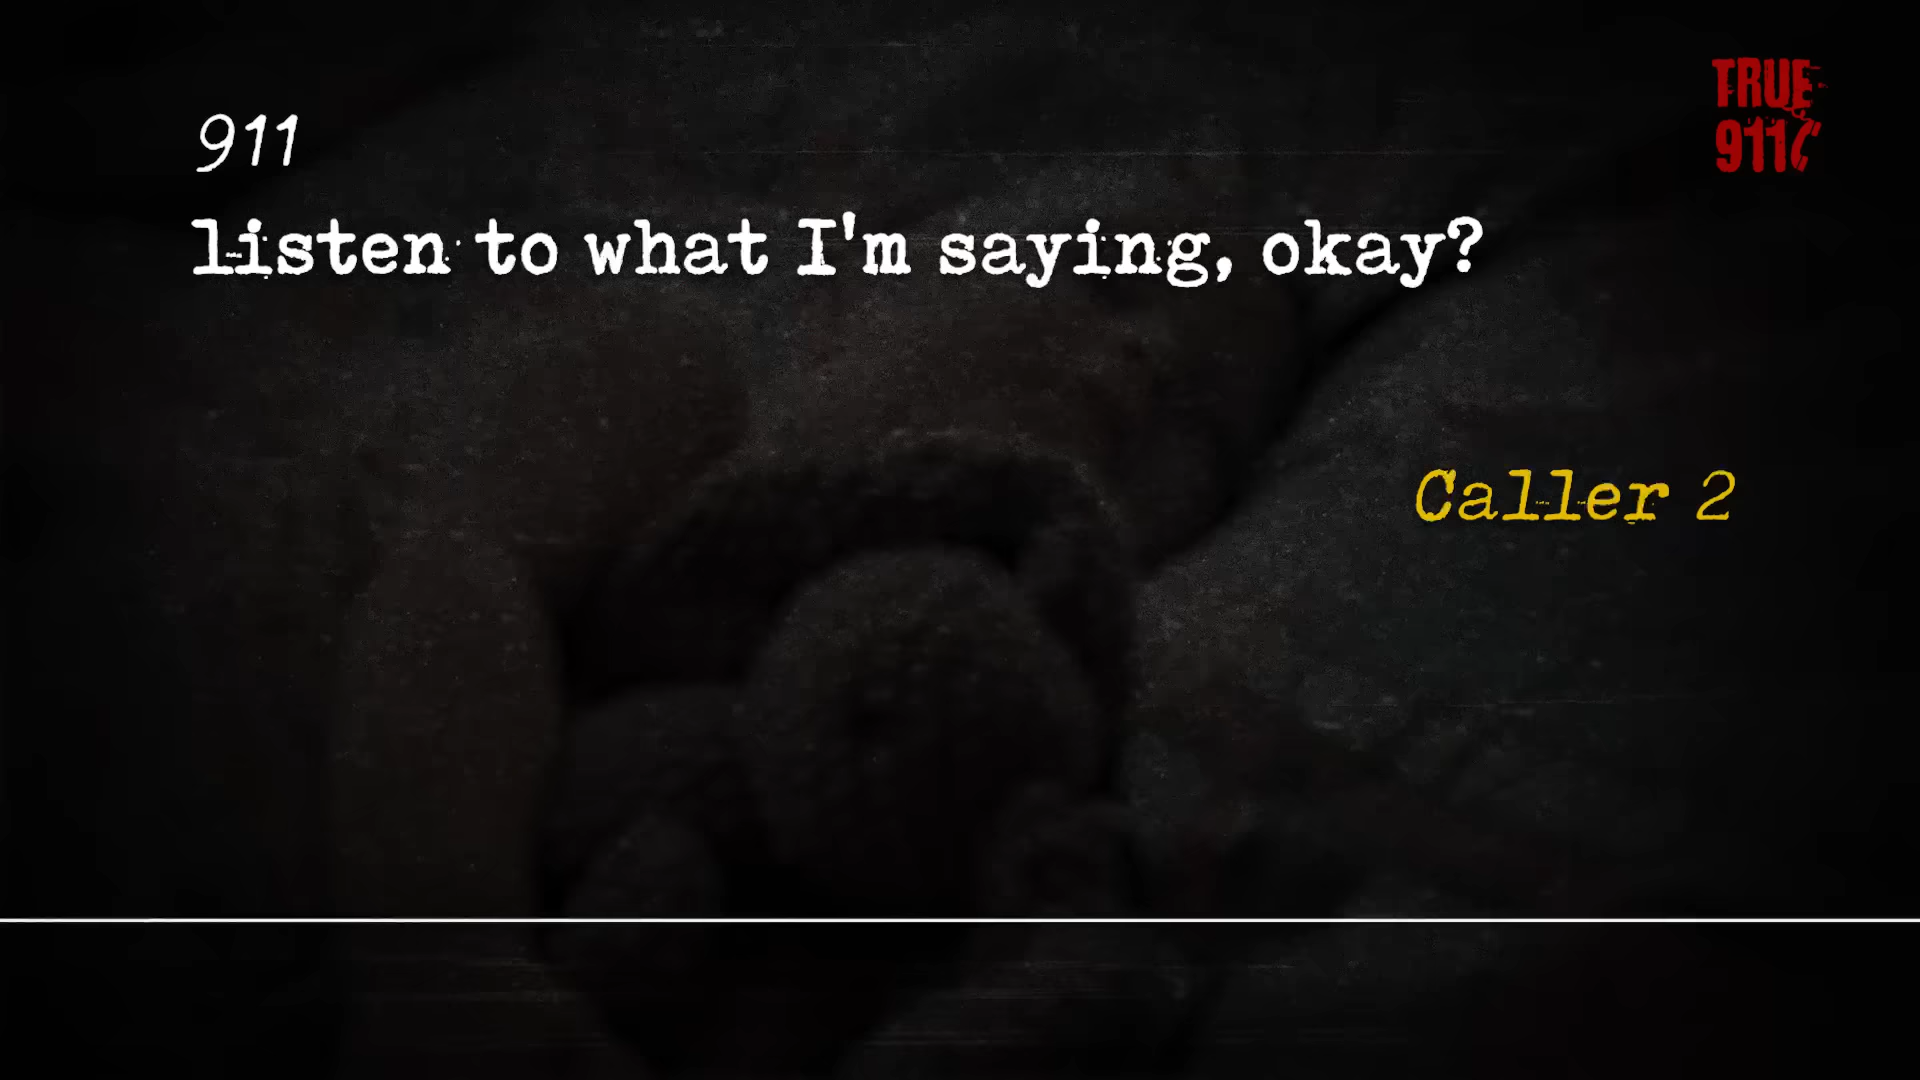 TRUE
911
911
listen to what I'm saying, okay?
Caller 2